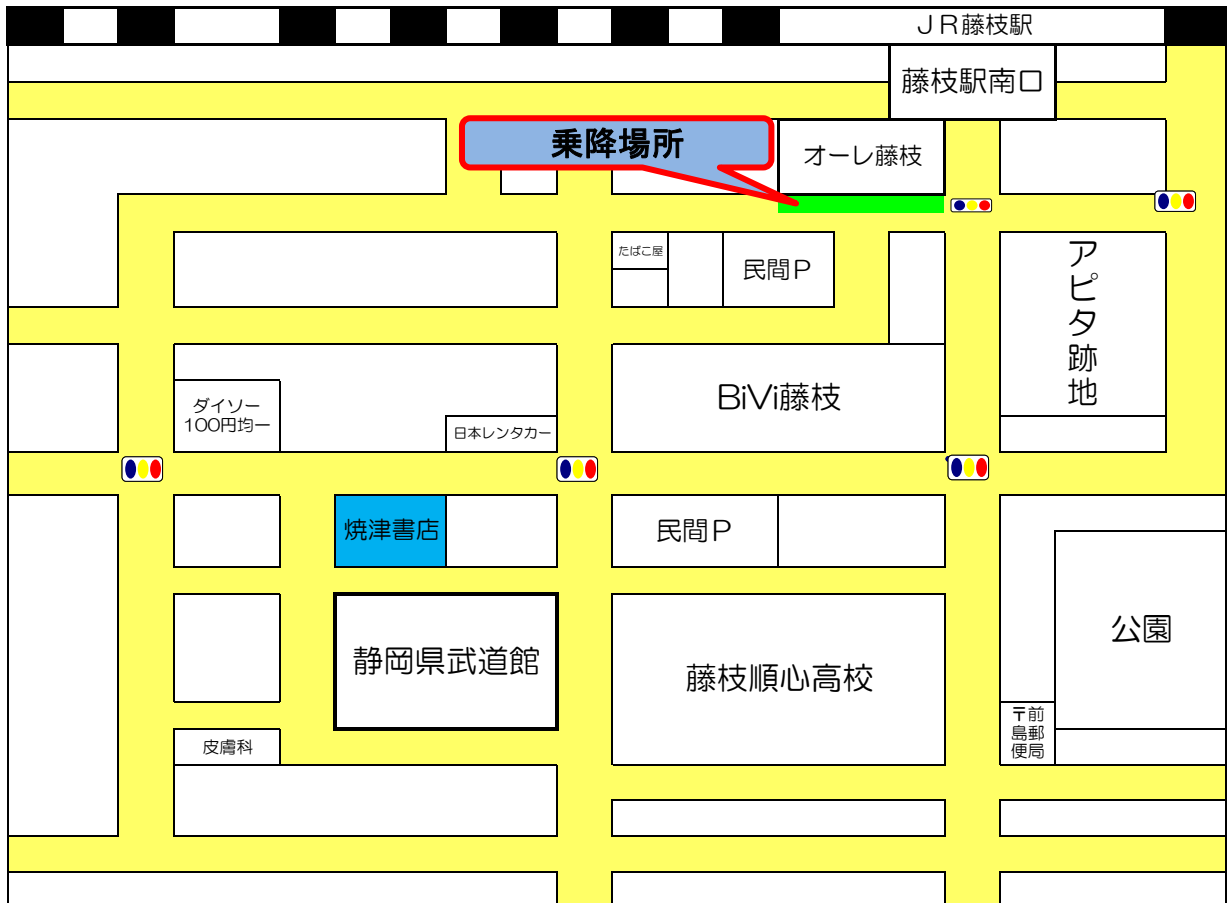 ＪＲ藤枝駅
藤枝駅南口
乗降場所
オーレ藤枝
たばこ屋
民間Ｐ
アピタ跡地
BiVi藤枝
ダイソー
100円均一
日本レンタカー
焼津書店
民間Ｐ
静岡県武道館
藤枝順心高校
公園
〒前
島郵
便局
皮膚科